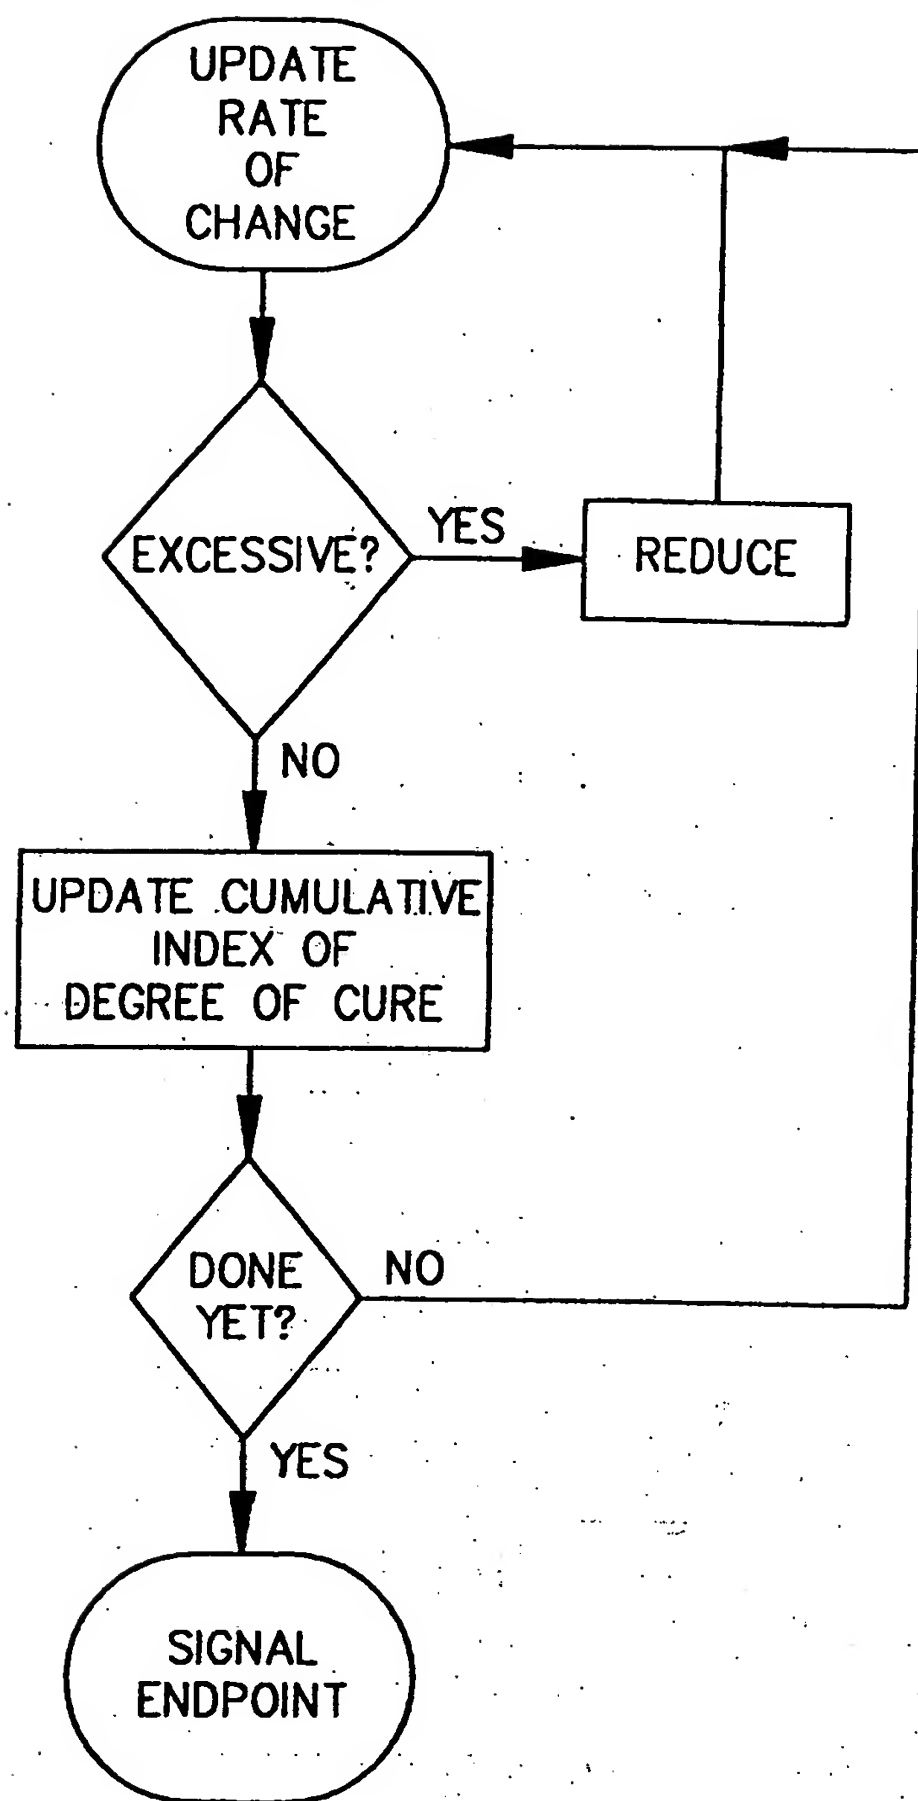 UPDATE
RATE
OF
CHANGE
EXCESSIVE?
YES
REDUCE
NO
UPDATE CUMULATIVE
INDEX OF
DEGREE OF CURE
DONE
YET?
NO
YES
SIGNAL
ENDPOINT